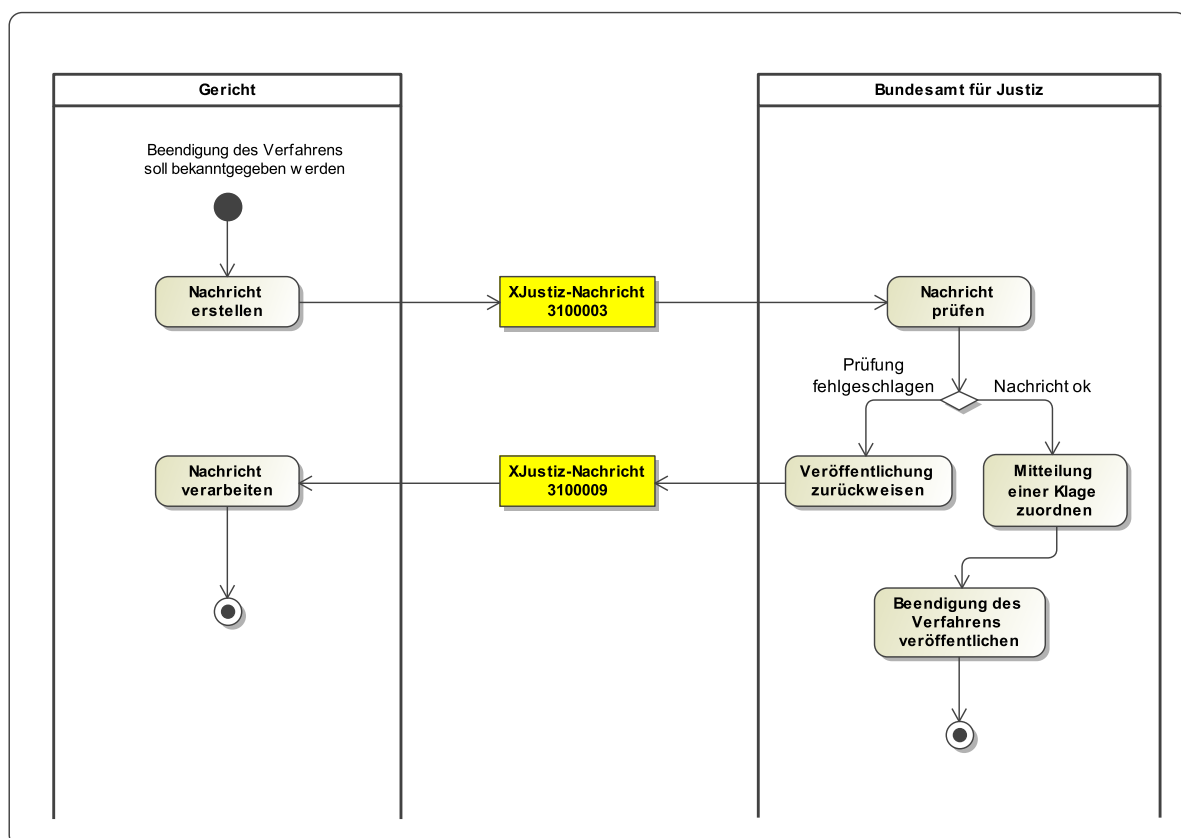 Gericht
Bundesamt für Justiz
Beendigung des Verfahrens
soll bekanntgegeben werden
Nachricht
erstellen
XJustiz-Nachricht
3100003
Nachricht
prüfen
Prüfung
fehlgeschlagen
Nachricht ok
Nachricht
verarbeiten
XJustiz-Nachricht
3100009
Veröffentlichung
zurückweisen
Mitteilung
einer Klage
zuordnen
Beendigung des
Verfahrens
veröffentlichen